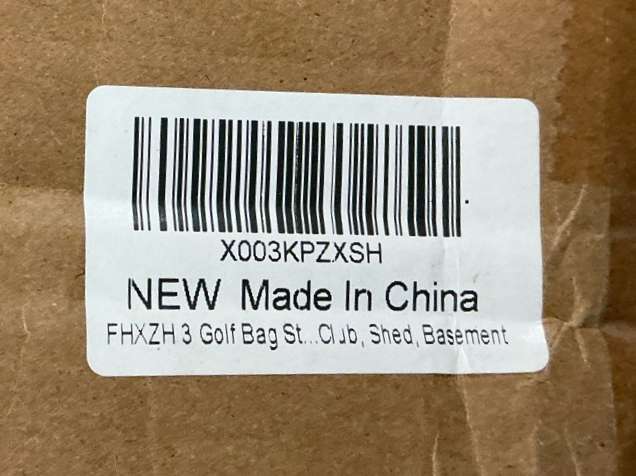 X003KPZXSH
NEW Made In China
FHXZH 3 Golf Bag St...Club, Shed, Basement